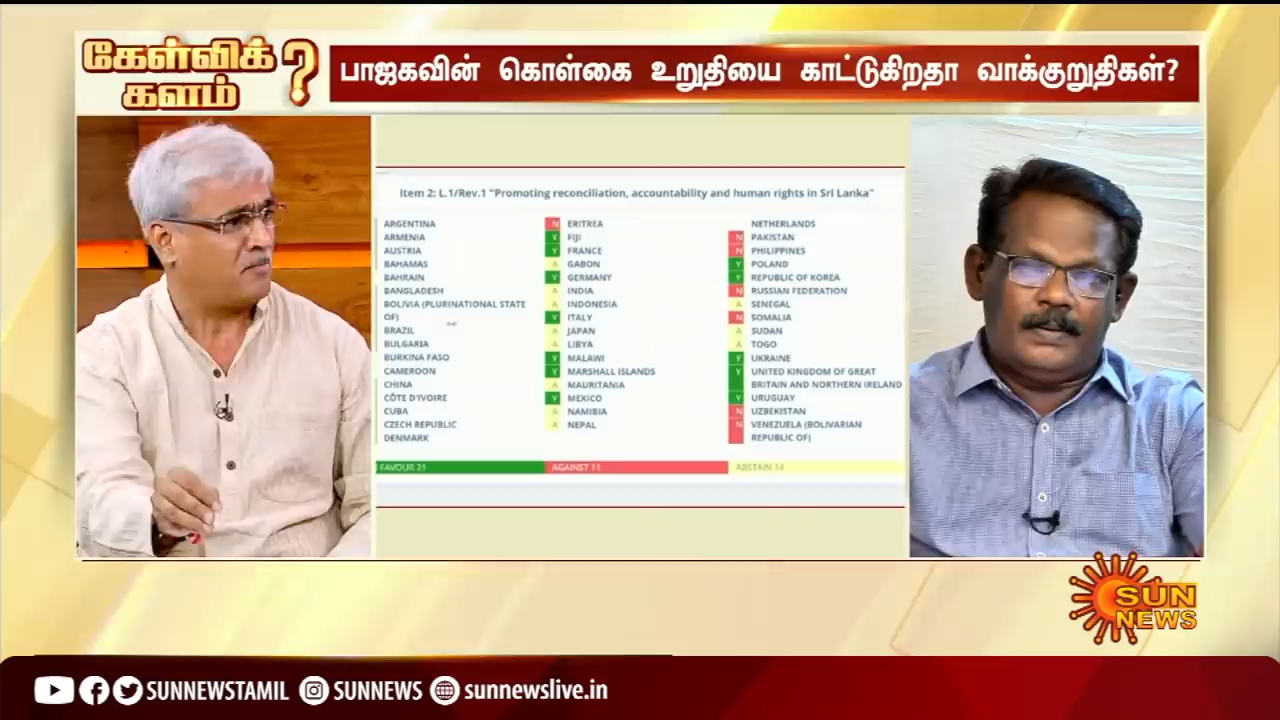 கேள்விக்
களம்
?
பாஜகவின் கொள்கை உறுதியை காட்டுகிறதா வாக்குறுதிகள்?
Item 2: L.1/Rev.1 "Promoting reconciliation, accountability and human rights in Sri Lanka"
ARGENTINA N ERITREA NETHERLANDS
ARMENIA Y FIJI N PAKISTAN
AUSTRIA Y FRANCE N PHILIPPINES
BAHAMAS A GABON Y POLAND
BAHRAIN Y GERMANY Y REPUBLIC OF KOREA
BANGLADESH A INDIA N RUSSIAN FEDERATION
BOLIVIA (PLURINATIONAL STATE A INDONESIA A SENEGAL
OF) Y ITALY N SOMALIA
BRAZIL A JAPAN A SUDAN
BULGARIA A LIBYA A TOGO
BURKINA FASO Y MALAWI Y UKRAINE
CAMEROON Y MARSHALL ISLANDS Y UNITED KINGDOM OF GREAT
CHINA A MAURITANIA BRITAIN AND NORTHERN IRELAND
CÔTE D'IVOIRE Y MEXICO Y URUGUAY
CUBA A NAMIBIA N UZBEKISTAN
CZECH REPUBLIC A NEPAL N VENEZUELA (BOLIVARIAN
DENMARK REPUBLIC OF)
FAVOUR 21 AGAINST 11 ABSTAIN 14
SUN
NEWS
SUNNEWSTAMIL SUNNEWS sunnewslive.in